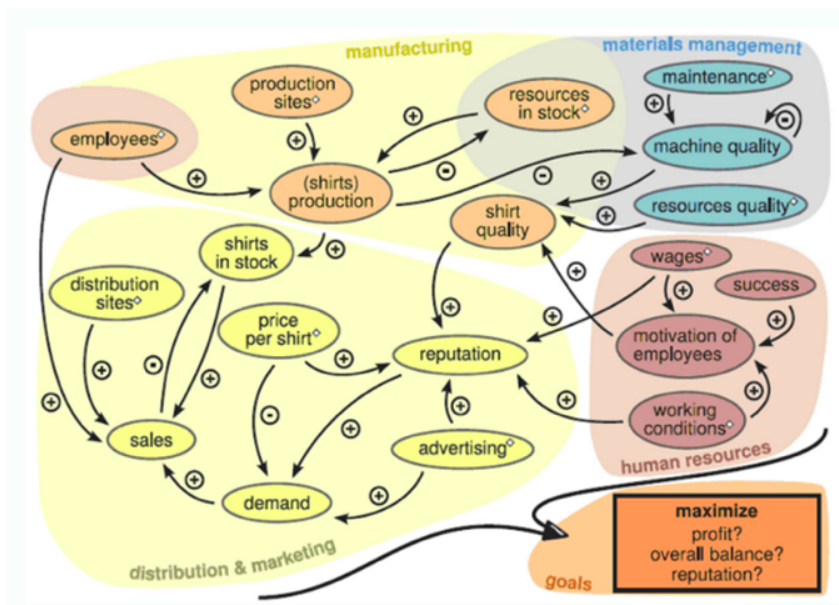 manufacturing
materials management
production
sites
resources
in stock
maintenance
employees
machine quality
(shirts)
production
shirt
quality
resources quality
shirts
in stock
wages
distribution
sites
success
price
per shirt
reputation
motivation of
employees
working
conditions
sales
advertising
human resources
demand
distribution & marketing
goals
maximize
profit?
overall balance?
reputation?
+
+
+
-
-
+
-
+
+
+
+
+
+
+
+
+
+
-
+
+
-
+
+
+
+
+
+